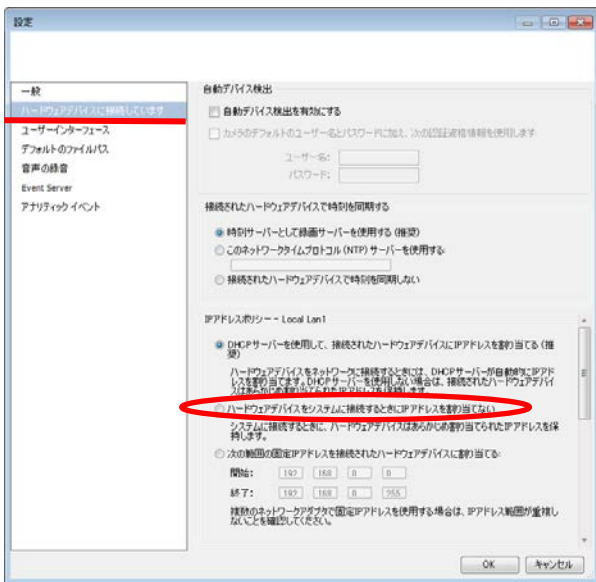 設定
一般
ハードウェアデバイスに接続しています
ユーザーインターフェース
デフォルトのファイルパス
音声の録音
Event Server
アナリティクイベント
自動デバイス検出
自動デバイス検出を有効にする
カメラのデフォルトのユーザー名とパスワードに加え、次の認証資格情報を使用します
ユーザー名:
パスワード:
接続されたハードウェアデバイスで時刻を同期する
時刻サーバーとして録画サーバーを使用する (推奨)
このネットワークタイムプロトコル (NTP) サーバーを使用する:
接続されたハードウェアデバイスで時刻を同期しない
IPアドレスポリシー - Local Lan1
DHCPサーバーを使用して、接続されたハードウェアデバイスにIPアドレスを割り当てる (推
奨)
ハードウェアデバイスをネットワークに接続するときには、DHCPサーバーが自動的にIPアド
レスを割り当てます。DHCPサーバーを使用しない場合は、接続されたハードウェアデバイ
スはあらかじめ割り当てられたIPアドレスを保持します。
ハードウェアデバイスをシステムに接続するときにIPアドレスを割り当てない
システムに接続するときに、ハードウェアデバイスはあらかじめ割り当てられたIPアドレスを保
持します。
次の範囲の固定IPアドレスを接続されたハードウェアデバイスに割り当てる:
開始: 192 168 0 0
終了: 192 168 0 255
複数のネットワークアダプタで固定IPアドレスを使用する場合は、IPアドレス範囲が重複し
ないことを確認してください。
OK キャンセル